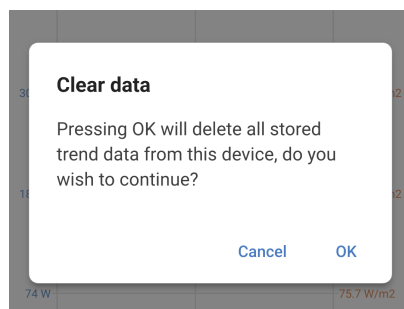 Clear data
Pressing OK will delete all stored
trend data from this device, do you
wish to continue?
Cancel OK
74 W 75.7 W/m2